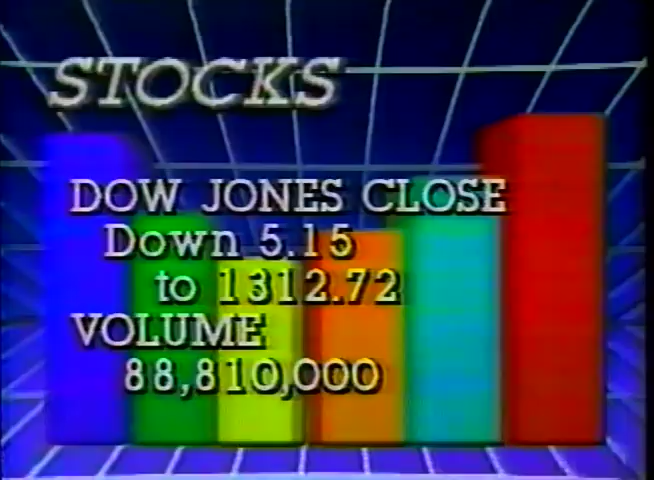 STOCKS
DOW JONES CLOSE
Down 5.15
to 1312.72
VOLUME
88,810,000